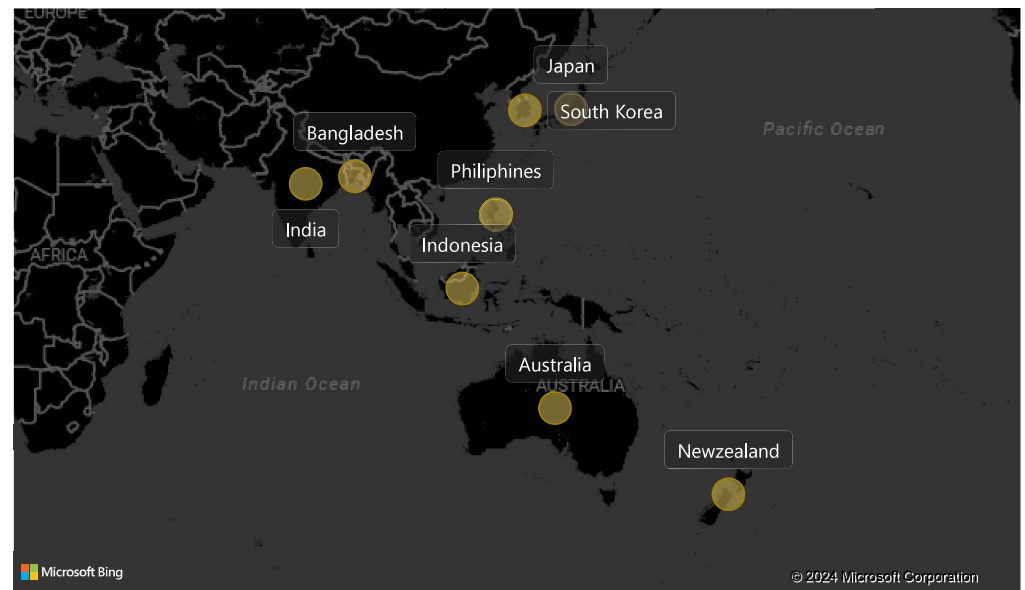 EUROPE
Japan
South Korea
Pacific Ocean
Bangladesh
Philiphines
India
Indonesia
AFRICA
Australia
Indian Ocean
AUSTRALIA
Newzealand
Microsoft Bing
© 2024 Microsoft Corporation